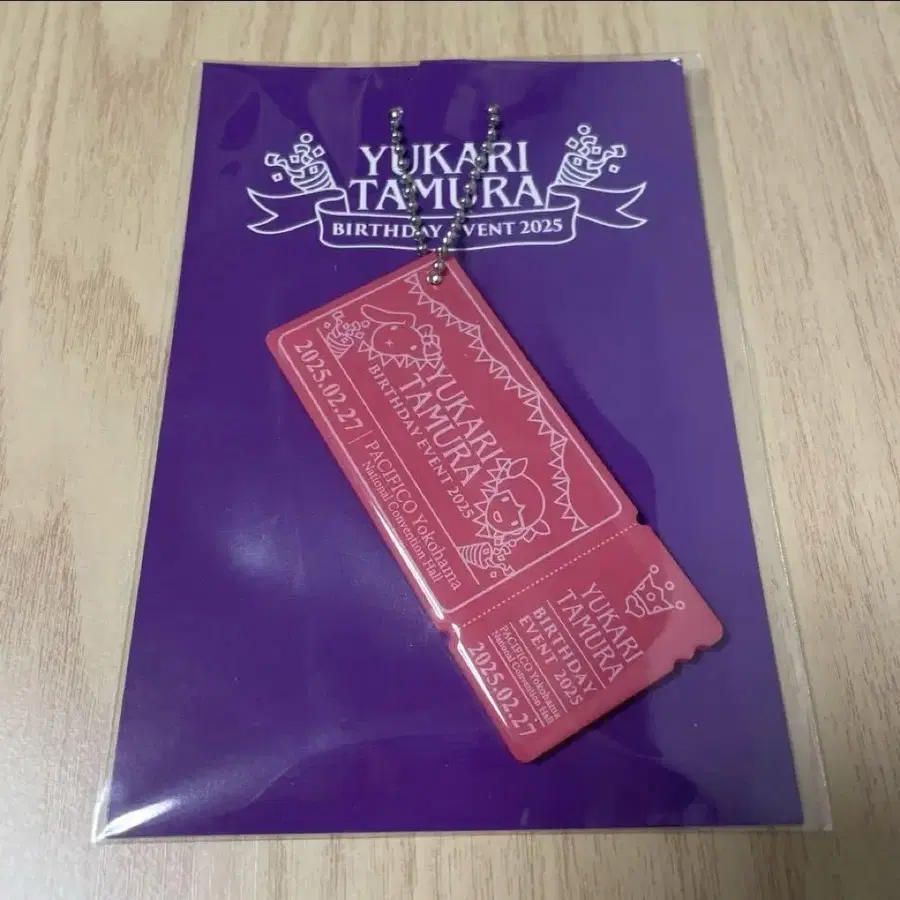 YUKARI
TAMURA
BIRTHDAY EVENT 2025
YUKARI
TAMURA
BIRTHDAY EVENT 2025
2025.02.27 | PACIFICO Yokohama
National Convention Hall
YUKARI
TAMURA
BIRTHDAY
EVENT 2025
PACIFICO Yokohama
National Convention Hall
2025.02.27